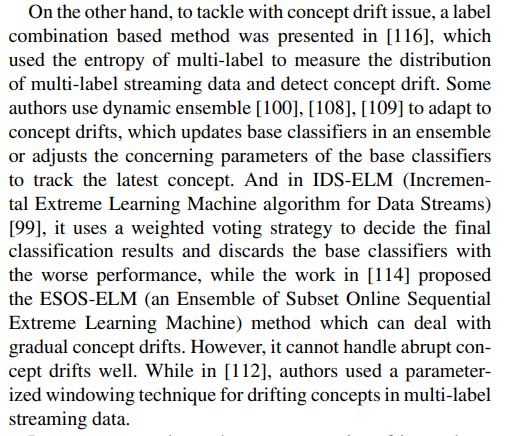 On the other hand, to tackle with concept drift issue, a label
combination based method was presented in [116], which
used the entropy of multi-label to measure the distribution
of multi-label streaming data and detect concept drift. Some
authors use dynamic ensemble [100], [108], [109] to adapt to
concept drifts, which updates base classifiers in an ensemble
or adjusts the concerning parameters of the base classifiers
to track the latest concept. And in IDS-ELM (Incremen-
tal Extreme Learning Machine algorithm for Data Streams)
[99], it uses a weighted voting strategy to decide the final
classification results and discards the base classifiers with
the worse performance, while the work in [114] proposed
the ESOS-ELM (an Ensemble of Subset Online Sequential
Extreme Learning Machine) method which can deal with
gradual concept drifts. However, it cannot handle abrupt con-
cept drifts well. While in [112], authors used a parameter-
ized windowing technique for drifting concepts in multi-label
streaming data.